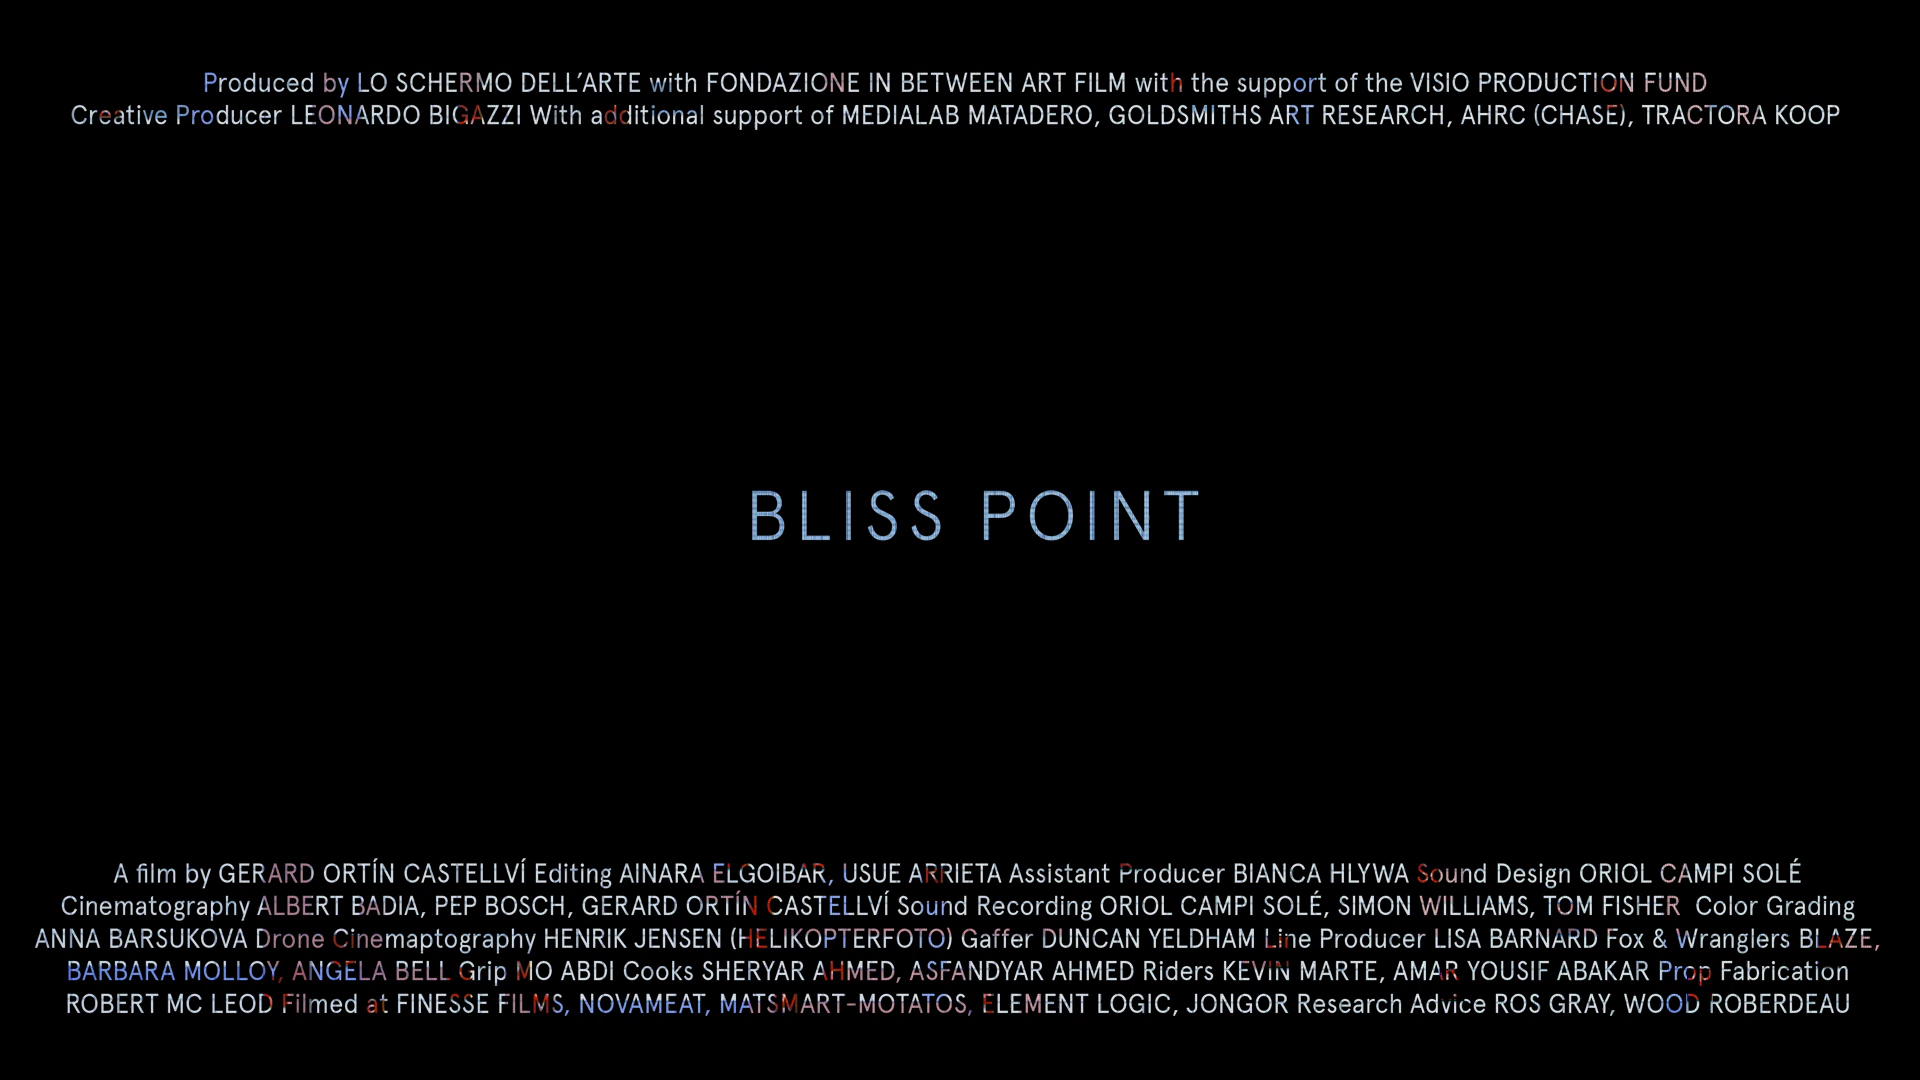 Produced by LO SCHERMO DELL’ARTE with FONDAZIONE IN BETWEEN ART FILM with the support of the VISIO PRODUCTION FUND
Creative Producer LEONARDO BIGAZZI With additional support of MEDIALAB MATADERO, GOLDSMITHS ART RESEARCH, AHRC (CHASE), TRACTORA KOOP
BLISS POINT
A film by GERARD ORTÍN CASTELLVÍ Editing AINARA ELGOIBAR, USUE ARRIETA Assistant Producer BIANCA HLYWA Sound Design ORIOL CAMPI SOLÉ
Cinematography ALBERT BADIA, PEP BOSCH, GERARD ORTÍN CASTELLVÍ Sound Recording ORIOL CAMPI SOLÉ, SIMON WILLIAMS, TOM FISHER Color Grading
ANNA BARSUKOVA Drone Cinemaptography HENRIK JENSEN (HELIKOPTERFOTO) Gaffer DUNCAN YELDHAM Line Producer LISA BARNARD Fox & Wranglers BLAZE,
BARBARA MOLLOY, ANGELA BELL Grip MO ABDI Cooks SHERYAR AHMED, ASFANDYAR AHMED Riders KEVIN MARTE, AMAR YOUSIF ABAKAR Prop Fabrication
ROBERT MC LEOD Filmed at FINESSE FILMS, NOVAMEAT, MATSMART-MOTATOS, ELEMENT LOGIC, JONGOR Research Advice ROS GRAY, WOOD ROBERDEAU